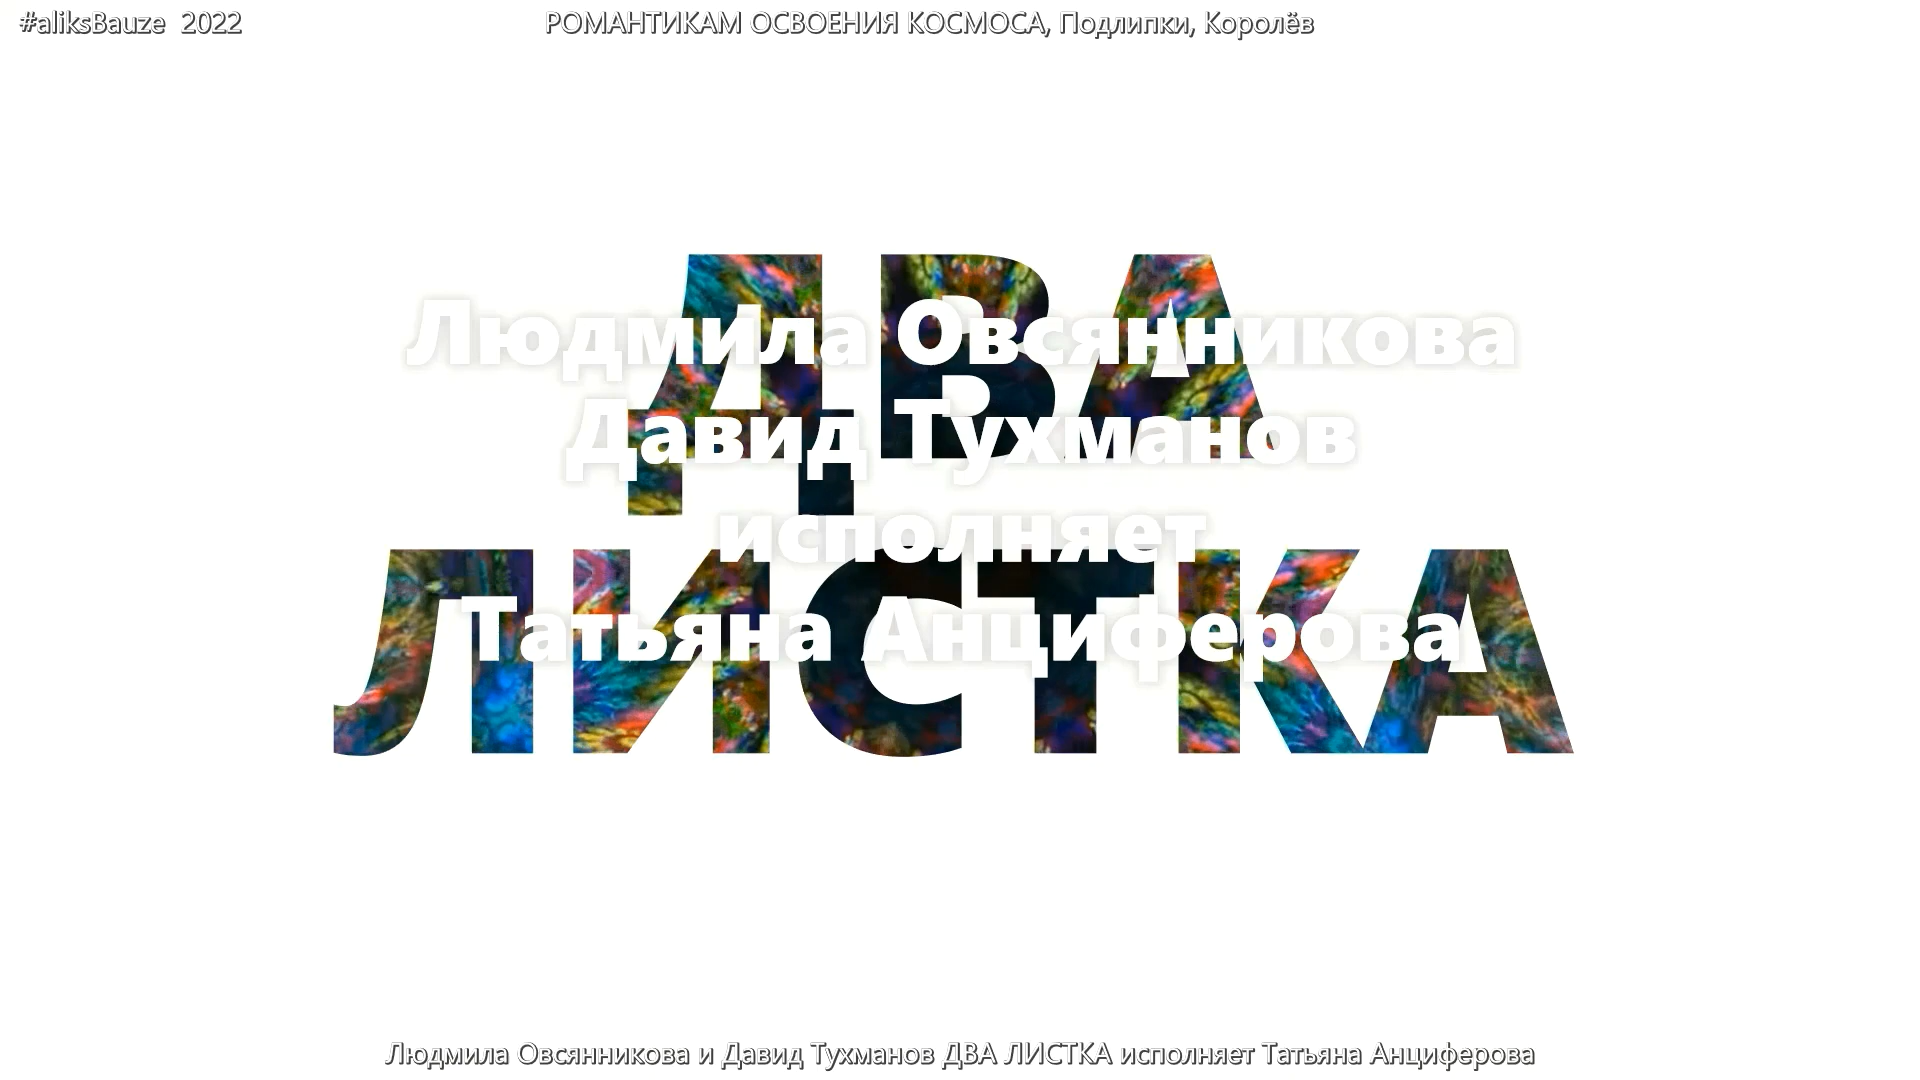 #aliksBauze 2022
РОМАНТИКАМ ОСВОЕНИЯ КОСМОСА, Подлипки, Королёв
ДВА
ЛИСТКА
Людмила Овсянникова
Давид Тухманов
исполняет
Татьяна Анциферова
Людмила Овсянникова и Давид Тухманов ДВА ЛИСТКА исполняет Татьяна Анциферова